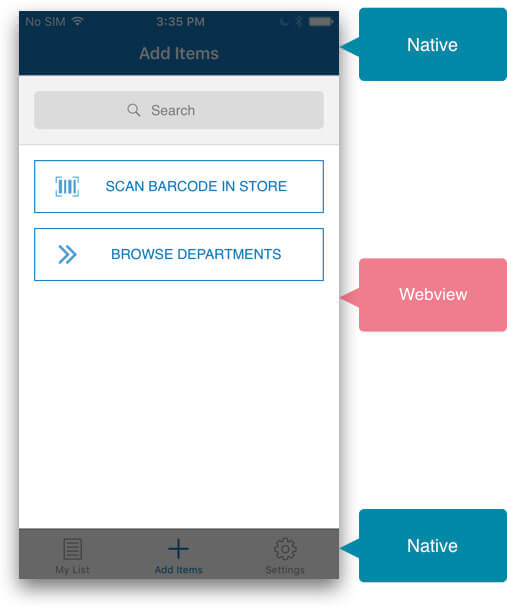 No SIM 3:35 PM
Add Items
Native
Search
SCAN BARCODE IN STORE
BROWSE DEPARTMENTS
Webview
Native
My List Add Items Settings